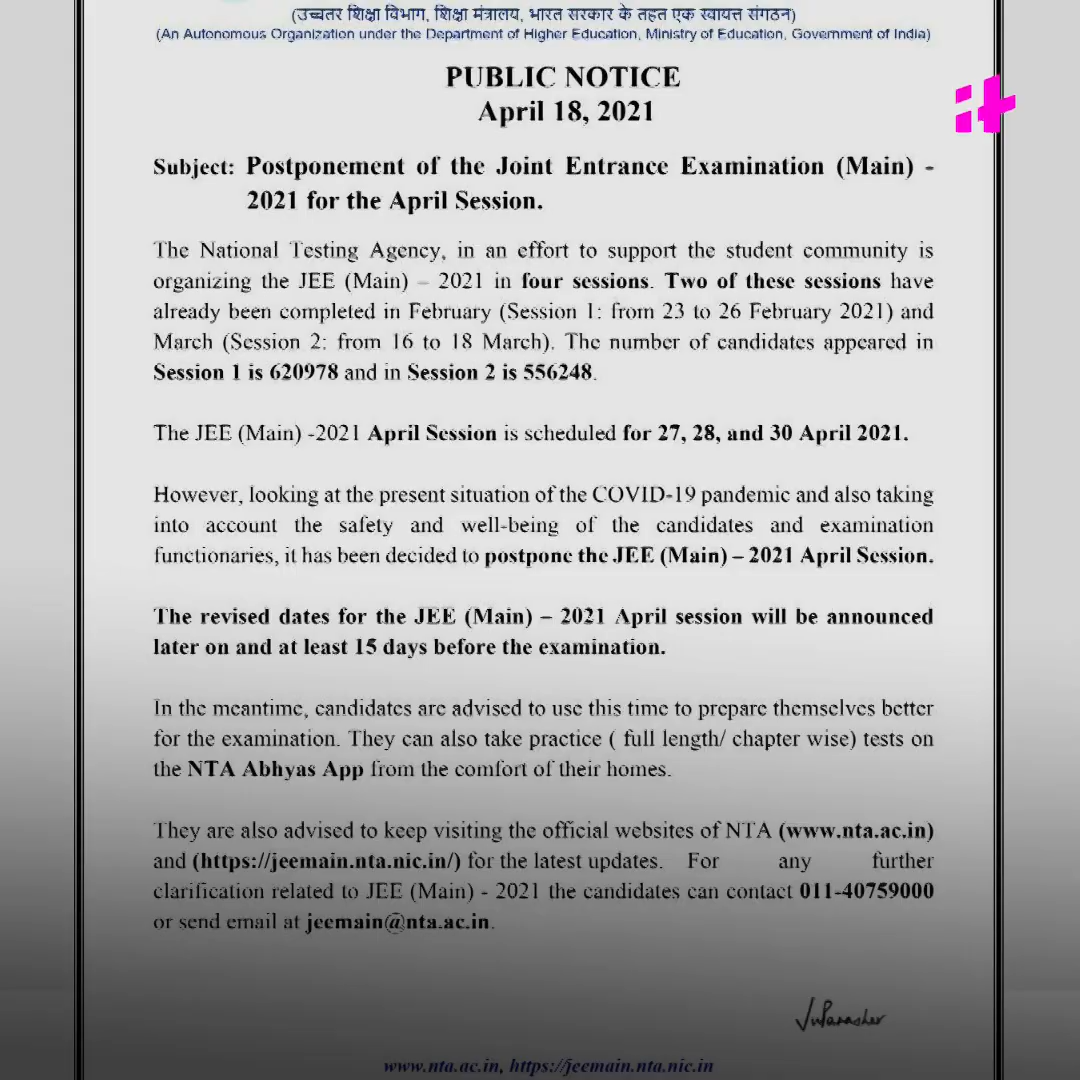 (उच्चतर शिक्षा विभाग, शिक्षा मंत्रालय, भारत सरकार के तहत एक स्वायत्त संगठन)
(An Autonomous Organization under the Department of Higher Education, Ministry of Education, Government of India)
PUBLIC NOTICE
April 18, 2021
Subject: Postponement of the Joint Entrance Examination (Main) -
2021 for the April Session.
The National Testing Agency, in an effort to support the student community is
organizing the JEE (Main) – 2021 in four sessions. Two of these sessions have
already been completed in February (Session 1: from 23 to 26 February 2021) and
March (Session 2: from 16 to 18 March). The number of candidates appeared in
Session 1 is 620978 and in Session 2 is 556248.
The JEE (Main) -2021 April Session is scheduled for 27, 28, and 30 April 2021.
However, looking at the present situation of the COVID-19 pandemic and also taking
into account the safety and well-being of the candidates and examination
functionaries, it has been decided to postpone the JEE (Main) – 2021 April Session.
The revised dates for the JEE (Main) – 2021 April session will be announced
later on and at least 15 days before the examination.
In the meantime, candidates are advised to use this time to prepare themselves better
for the examination. They can also take practice ( full length/ chapter wise) tests on
the NTA Abhyas App from the comfort of their homes.
They are also advised to keep visiting the official websites of NTA (www.nta.ac.in)
and (https://jeemain.nta.nic.in/) for the latest updates. For any further
clarification related to JEE (Main) - 2021 the candidates can contact 011-40759000
or send email at jeemain@nta.ac.in.
www.nta.ac.in, https://jeemain.nta.nic.in